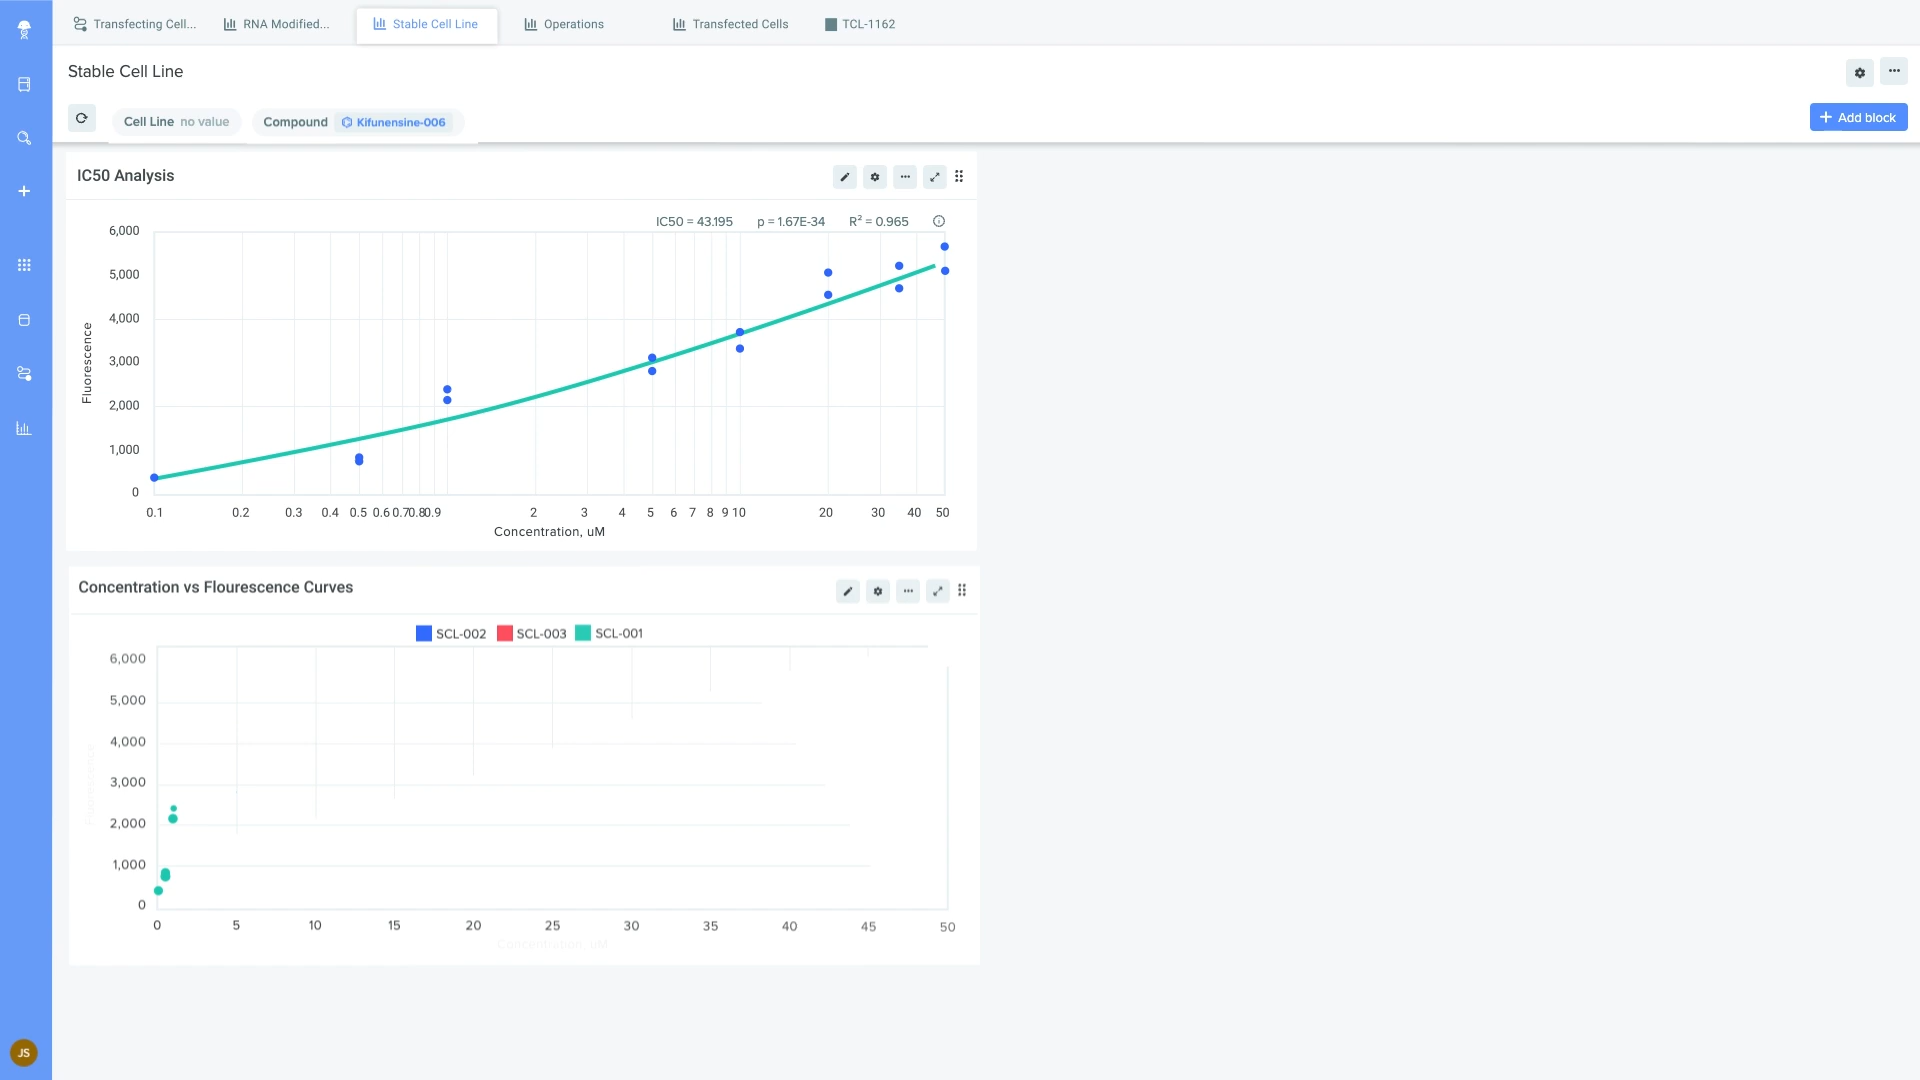 Transfecting Cell... RNA Modified... Stable Cell Line Operations Transfected Cells TCL-1162
Stable Cell Line
Cell Line no value Compound Kifunensine-006
Add block
IC50 Analysis
IC50 = 43.195 p = 1.67E-34 R² = 0.965
6,000
5,000
4,000
3,000
2,000
1,000
0
Fluorescence
0.1 0.2 0.3 0.4 0.5 0.6 0.7 0.8 0.9 2 3 4 5 6 7 8 9 10 20 30 40 50
Concentration, uM
Concentration vs Flourescence Curves
SCL-002 SCL-003 SCL-001
6,000
5,000
4,000
3,000
2,000
1,000
0
Fluorescence
0 5 10 15 20 25 30 35 40 45 50
Concentration, uM
JS